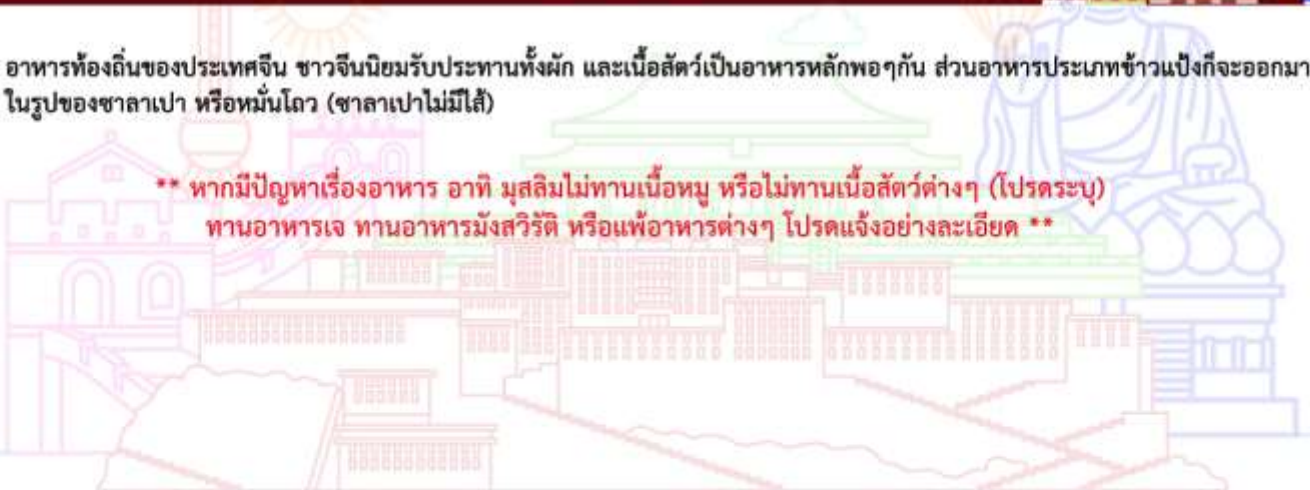 อาหารท้องถิ่นของประเทศจีน ชาวจีนนิยมรับประทานทั้งผัก และเนื้อสัตว์เป็นอาหารหลักพอๆกัน ส่วนอาหารประเภทข้าวแป้งก็จะออกมา
ในรูปของซาลาเปา หรือหมั่นโถว (ซาลาเปาไม่มีไส้)
** หากมีปัญหาเรื่องอาหาร อาทิ มุสลิมไม่ทานเนื้อหมู หรือไม่ทานเนื้อสัตว์ต่างๆ (โปรดระบุ)
ทานอาหารเจ ทานอาหารมังสวิรัติ หรือแพ้อาหารต่างๆ โปรดแจ้งอย่างละเอียด **